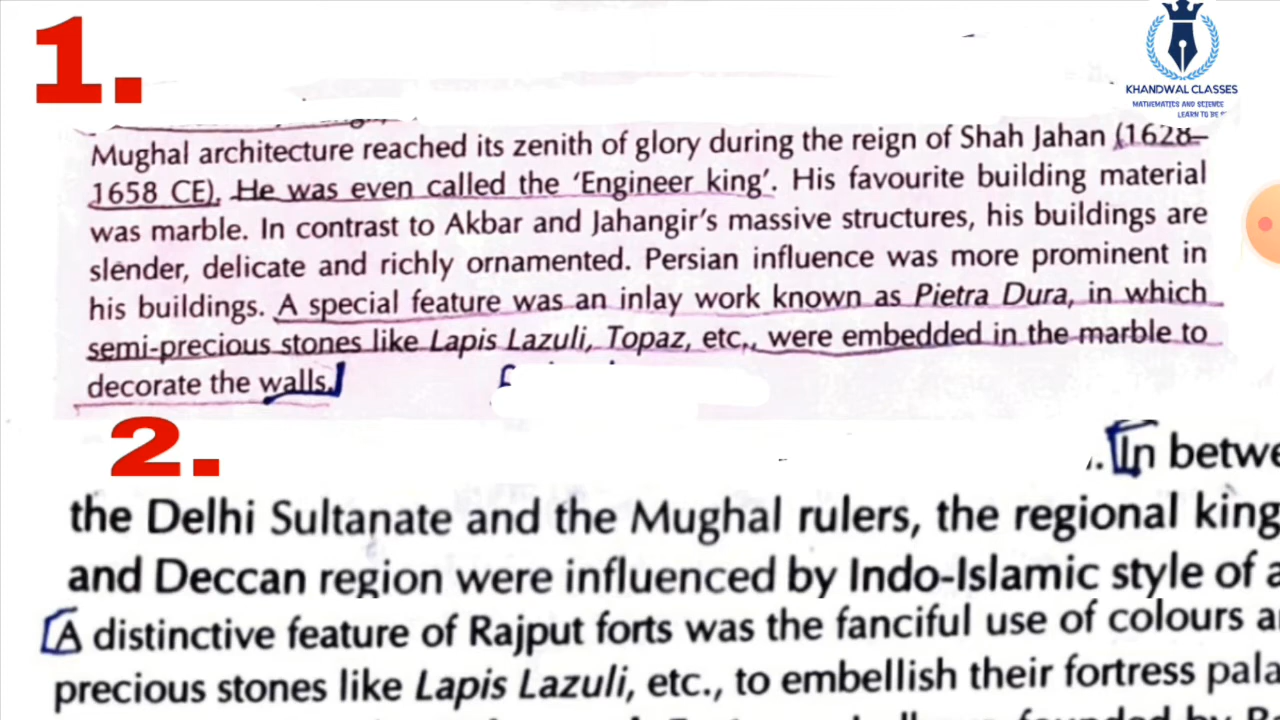 1.
KHANDWAL CLASSES
MATHEMATICS AND SCIENCE
LEARN TO BE
Mughal architecture reached its zenith of glory during the reign of Shah Jahan (1628–
1658 CE). He was even called the ‘Engineer king’. His favourite building material
was marble. In contrast to Akbar and Jahangir’s massive structures, his buildings are
slender, delicate and richly ornamented. Persian influence was more prominent in
his buildings. A special feature was an inlay work known as Pietra Dura, in which
semi-precious stones like Lapis Lazuli, Topaz, etc., were embedded in the marble to
decorate the walls.
2.
In betwe
the Delhi Sultanate and the Mughal rulers, the regional king
and Deccan region were influenced by Indo-Islamic style of a
A distinctive feature of Rajput forts was the fanciful use of colours a
precious stones like Lapis Lazuli, etc., to embellish their fortress pala
founded by